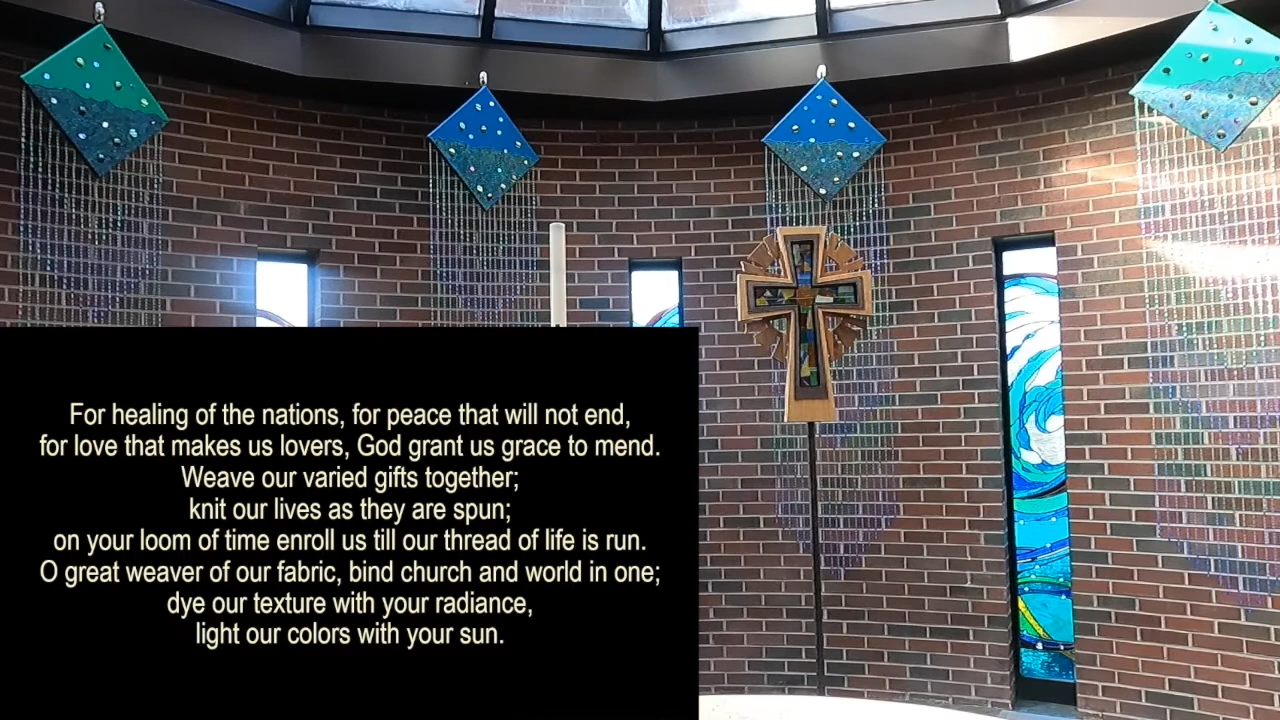 For healing of the nations, for peace that will not end,
for love that makes us lovers, God grant us grace to mend.
Weave our varied gifts together;
knit our lives as they are spun;
on your loom of time enroll us till our thread of life is run.
O great weaver of our fabric, bind church and world in one;
dye our texture with your radiance,
light our colors with your sun.